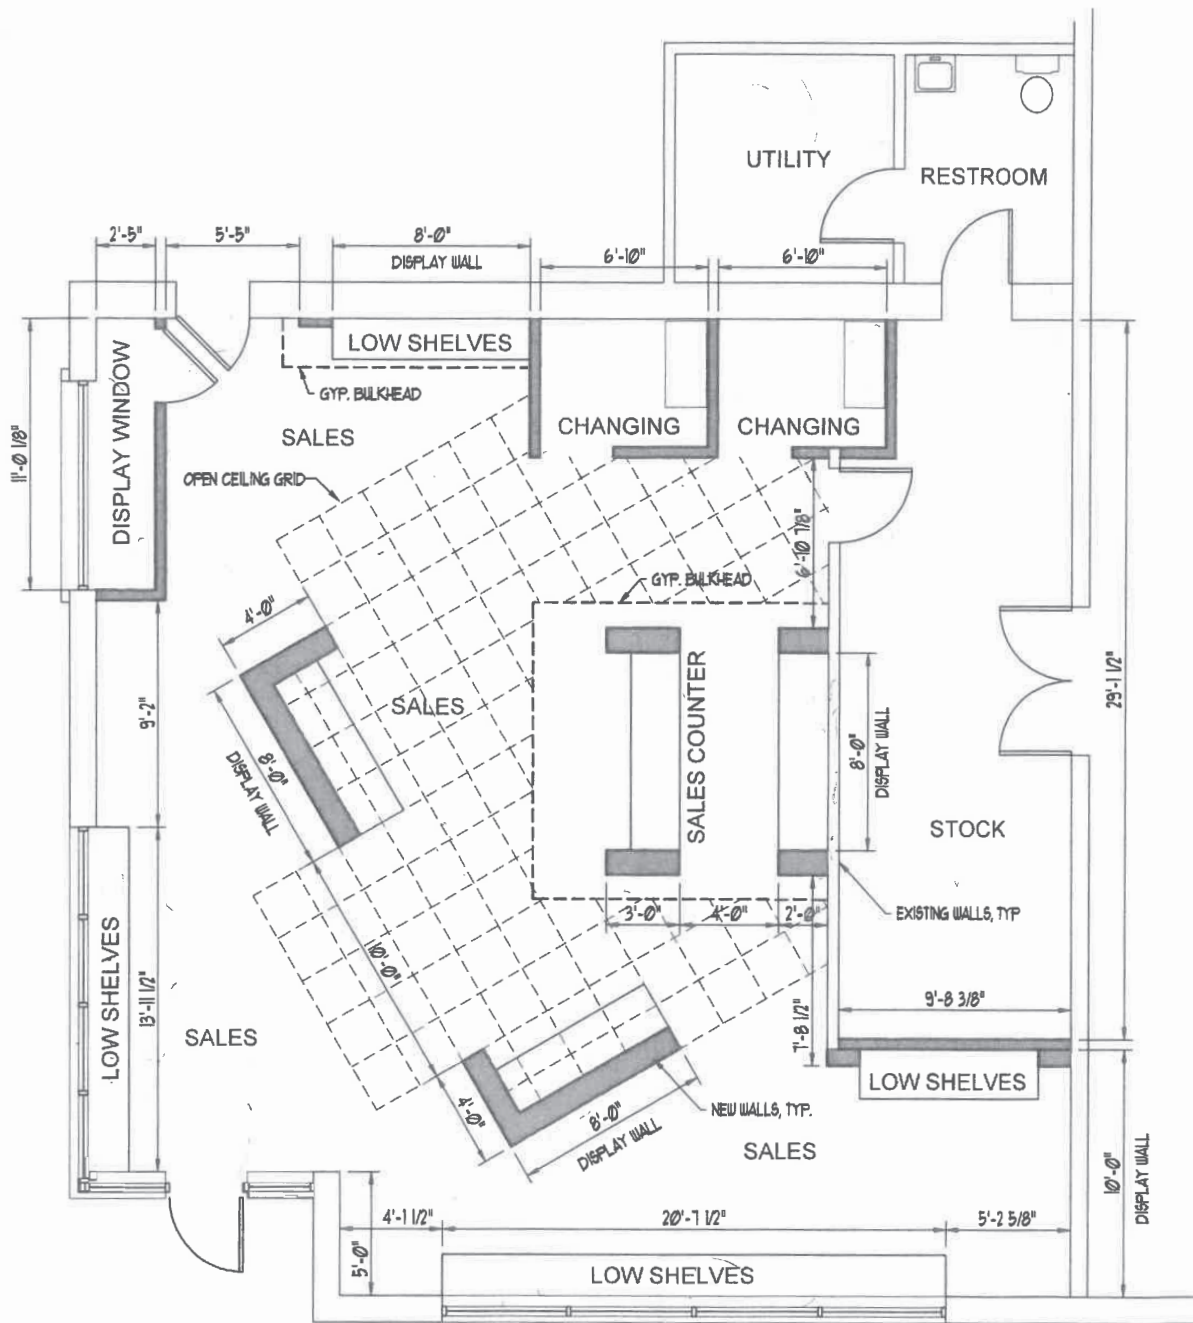 UTILITY
RESTROOM
2'-5"
5'-5"
8'-0"
DISPLAY WALL
6'-10"
6'-10"
LOW SHELVES
GYP. BULKHEAD
CHANGING
CHANGING
DISPLAY WINDOW
11'-0 1/8"
SALES
OPEN CEILING GRID
6'-10 7/8"
GYP. BULKHEAD
4'-0"
9'-2"
SALES
8'-0"
DISPLAY WALL
SALES COUNTER
8'-0"
DISPLAY WALL
29'-1 1/2"
STOCK
EXISTING WALLS, TYP
3'-0"
4'-0"
2'-0"
10'-0"
LOW SHELVES
13'-11 1/2"
SALES
7'-8 1/2"
9'-8 3/8"
LOW SHELVES
4'-0"
8'-0"
DISPLAY WALL
NEW WALLS, TYP.
SALES
10'-0"
DISPLAY WALL
4'-1 1/2"
20'-7 1/2"
5'-2 5/8"
5'-0"
LOW SHELVES